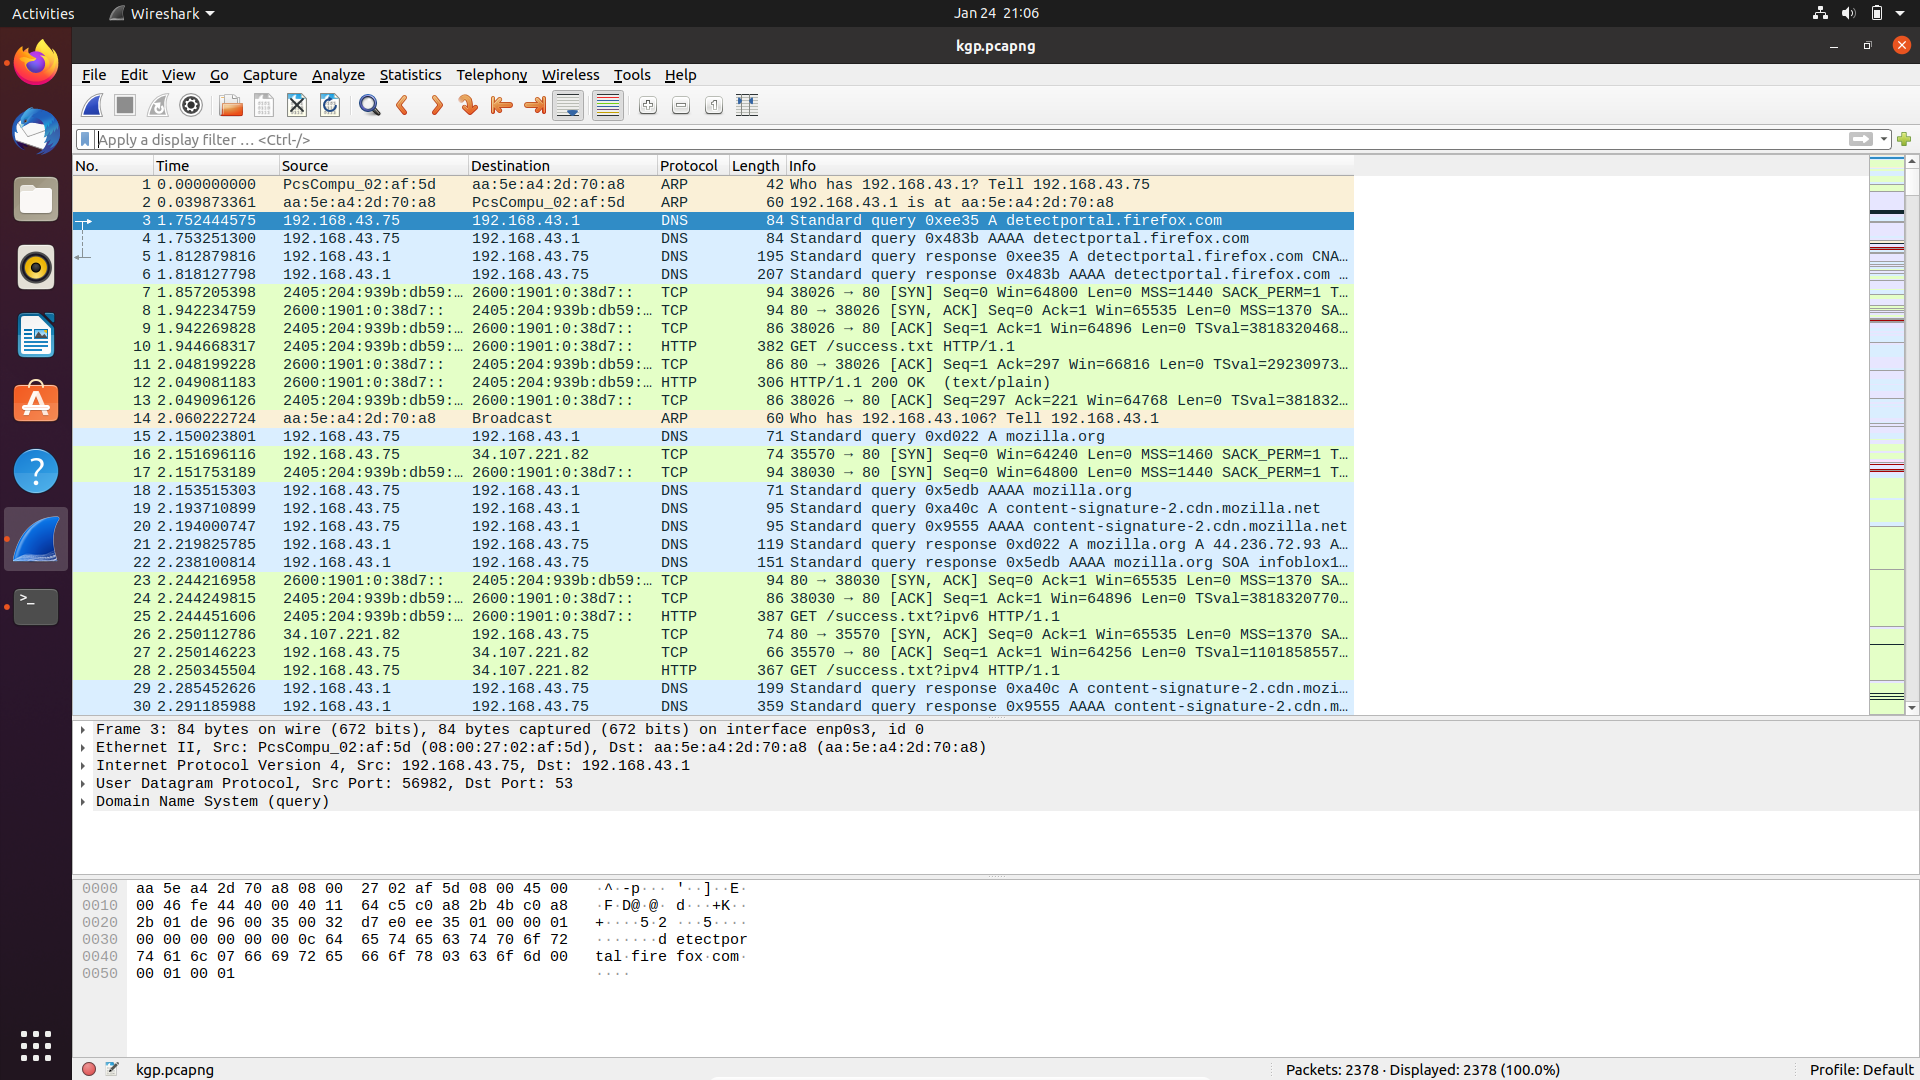 Activities Wireshark Jan 24 21:06
kgp.pcapng
File Edit View Go Capture Analyze Statistics Telephony Wireless Tools Help
Apply a display filter … <Ctrl-/>
No. Time Source Destination Protocol Length Info
1 0.000000000 PcsCompu_02:af:5d aa:5e:a4:2d:70:a8 ARP 42 Who has 192.168.43.1? Tell 192.168.43.75
2 0.039873361 aa:5e:a4:2d:70:a8 PcsCompu_02:af:5d ARP 60 192.168.43.1 is at aa:5e:a4:2d:70:a8
3 1.752444575 192.168.43.75 192.168.43.1 DNS 84 Standard query 0xee35 A detectportal.firefox.com
4 1.753251300 192.168.43.75 192.168.43.1 DNS 84 Standard query 0x483b AAAA detectportal.firefox.com
5 1.812879816 192.168.43.1 192.168.43.75 DNS 195 Standard query response 0xee35 A detectportal.firefox.com CNA…
6 1.818127798 192.168.43.1 192.168.43.75 DNS 207 Standard query response 0x483b AAAA detectportal.firefox.com …
7 1.857205398 2405:204:939b:db59:… 2600:1901:0:38d7:: TCP 94 38026 → 80 [SYN] Seq=0 Win=64800 Len=0 MSS=1440 SACK_PERM=1 T…
8 1.942234759 2600:1901:0:38d7:: 2405:204:939b:db59:… TCP 94 80 → 38026 [SYN, ACK] Seq=0 Ack=1 Win=65535 Len=0 MSS=1370 SA…
9 1.942269828 2405:204:939b:db59:… 2600:1901:0:38d7:: TCP 86 38026 → 80 [ACK] Seq=1 Ack=1 Win=64896 Len=0 TSval=3818320468…
10 1.944668317 2405:204:939b:db59:… 2600:1901:0:38d7:: HTTP 382 GET /success.txt HTTP/1.1
11 2.048199228 2600:1901:0:38d7:: 2405:204:939b:db59:… TCP 86 80 → 38026 [ACK] Seq=1 Ack=297 Win=66816 Len=0 TSval=29230973…
12 2.049081183 2600:1901:0:38d7:: 2405:204:939b:db59:… HTTP 306 HTTP/1.1 200 OK (text/plain)
13 2.049096126 2405:204:939b:db59:… 2600:1901:0:38d7:: TCP 86 38026 → 80 [ACK] Seq=297 Ack=221 Win=64768 Len=0 TSval=381832…
14 2.060222724 aa:5e:a4:2d:70:a8 Broadcast ARP 60 Who has 192.168.43.106? Tell 192.168.43.1
15 2.150023801 192.168.43.75 192.168.43.1 DNS 71 Standard query 0xd022 A mozilla.org
16 2.151696116 192.168.43.75 34.107.221.82 TCP 74 35570 → 80 [SYN] Seq=0 Win=64240 Len=0 MSS=1460 SACK_PERM=1 T…
17 2.151753189 2405:204:939b:db59:… 2600:1901:0:38d7:: TCP 94 38030 → 80 [SYN] Seq=0 Win=64800 Len=0 MSS=1440 SACK_PERM=1 T…
18 2.153515303 192.168.43.75 192.168.43.1 DNS 71 Standard query 0x5edb AAAA mozilla.org
19 2.193710899 192.168.43.75 192.168.43.1 DNS 95 Standard query 0xa40c A content-signature-2.cdn.mozilla.net
20 2.194000747 192.168.43.75 192.168.43.1 DNS 95 Standard query 0x9555 AAAA content-signature-2.cdn.mozilla.net
21 2.219825785 192.168.43.1 192.168.43.75 DNS 119 Standard query response 0xd022 A mozilla.org A 44.236.72.93 A…
22 2.238100814 192.168.43.1 192.168.43.75 DNS 151 Standard query response 0x5edb AAAA mozilla.org SOA infoblox1…
23 2.244216958 2600:1901:0:38d7:: 2405:204:939b:db59:… TCP 94 80 → 38030 [SYN, ACK] Seq=0 Ack=1 Win=65535 Len=0 MSS=1370 SA…
24 2.244249815 2405:204:939b:db59:… 2600:1901:0:38d7:: TCP 86 38030 → 80 [ACK] Seq=1 Ack=1 Win=64896 Len=0 TSval=3818320770…
25 2.244451606 2405:204:939b:db59:… 2600:1901:0:38d7:: HTTP 387 GET /success.txt?ipv6 HTTP/1.1
26 2.250112786 34.107.221.82 192.168.43.75 TCP 74 80 → 35570 [SYN, ACK] Seq=0 Ack=1 Win=65535 Len=0 MSS=1370 SA…
27 2.250146223 192.168.43.75 34.107.221.82 TCP 66 35570 → 80 [ACK] Seq=1 Ack=1 Win=64256 Len=0 TSval=1101858557…
28 2.250345504 192.168.43.75 34.107.221.82 HTTP 367 GET /success.txt?ipv4 HTTP/1.1
29 2.285452626 192.168.43.1 192.168.43.75 DNS 199 Standard query response 0xa40c A content-signature-2.cdn.mozi…
30 2.291185988 192.168.43.1 192.168.43.75 DNS 359 Standard query response 0x9555 AAAA content-signature-2.cdn.m…
Frame 3: 84 bytes on wire (672 bits), 84 bytes captured (672 bits) on interface enp0s3, id 0
Ethernet II, Src: PcsCompu_02:af:5d (08:00:27:02:af:5d), Dst: aa:5e:a4:2d:70:a8 (aa:5e:a4:2d:70:a8)
Internet Protocol Version 4, Src: 192.168.43.75, Dst: 192.168.43.1
User Datagram Protocol, Src Port: 56982, Dst Port: 53
Domain Name System (query)
0000 aa 5e a4 2d 70 a8 08 00 27 02 af 5d 08 00 45 00 ·^·-p··· '··]··E·
0010 00 46 fe 44 40 00 40 11 64 c5 c0 a8 2b 4b c0 a8 ·F·D@·@· d···+K··
0020 2b 01 de 96 00 35 00 32 d7 e0 ee 35 01 00 00 01 +····5·2 ···5····
0030 00 00 00 00 00 00 0c 64 65 74 65 63 74 70 6f 72 ·······d etectpor
0040 74 61 6c 07 66 69 72 65 66 6f 78 03 63 6f 6d 00 tal·fire fox·com·
0050 00 01 00 01 ····
kgp.pcapng Packets: 2378 · Displayed: 2378 (100.0%) Profile: Default